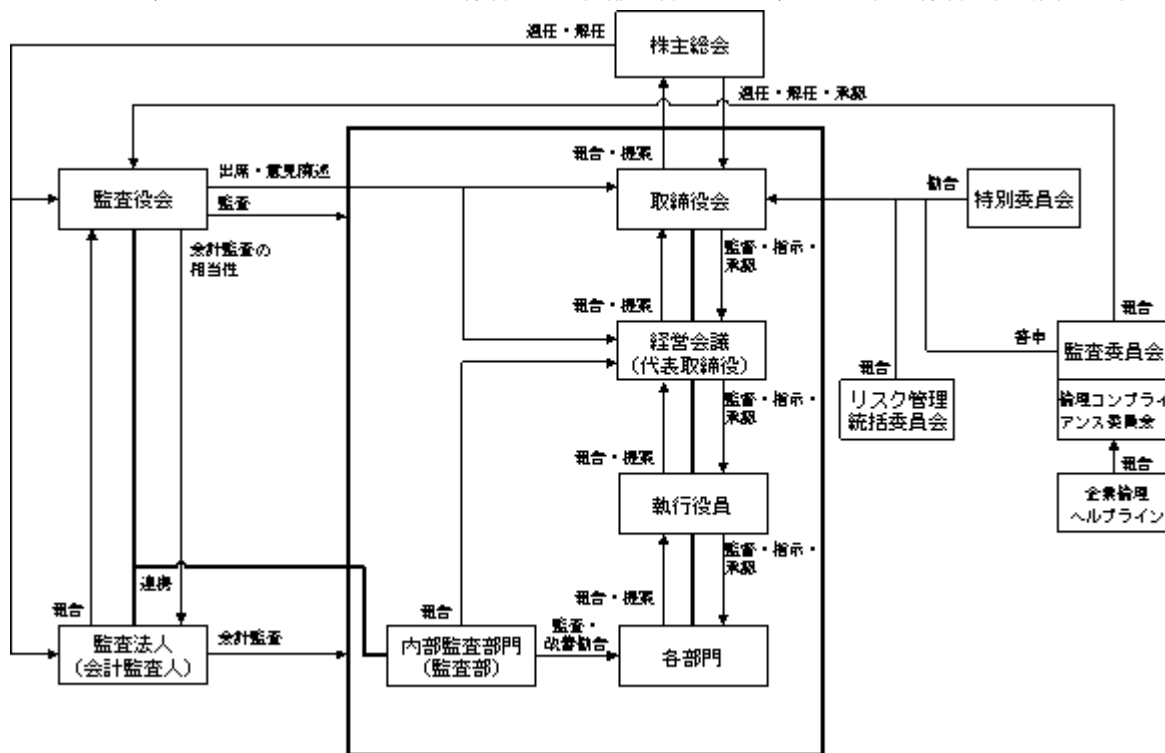 選任・解任
株主総会
選任・解任・承認
報告・提案
出席・意見陳述
監査役会
監査
取締役会
勧告
特別委員会
会計監査の
相当性
監督・指示・
承認
報告・提案
報告
経営会議
(代表取締役)
答申
監査委員会
報告
リスク管理
統括委員会
監督・指示・
承認
倫理コンプライ
アンス委員会
報告・提案
報告
執行役員
企業倫理
ヘルプライン
監督・指示・
承認
連携
報告・提案
報告
報告
監査・
改善勧告
監査法人
(会計監査人)
会計監査
内部監査部門
(監査部)
各部門